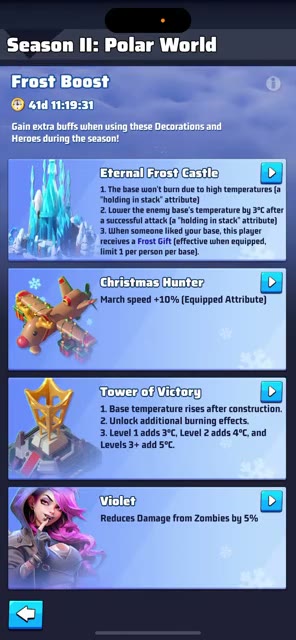 Season II: Polar World
Frost Boost
41d 11:19:31
Gain extra buffs when using these Decorations and
Heroes during the season!
Eternal Frost Castle
1. The base won't burn due to high temperatures (a
"holding in stack" attribute)
2. Lower the enemy base's temperature by 3°C after
a successful attack (a "holding in stack" attribute)
3. When someone liked your base, this player
receives a Frost Gift (effective when equipped,
limit 1 per person per base).
Christmas Hunter
March speed +10% (Equipped Attribute)
Tower of Victory
1. Base temperature rises after construction.
2. Unlock additional burning effects.
3. Level 1 adds 3°C, Level 2 adds 4°C, and
Levels 3+ add 5°C.
Violet
Reduces Damage from Zombies by 5%